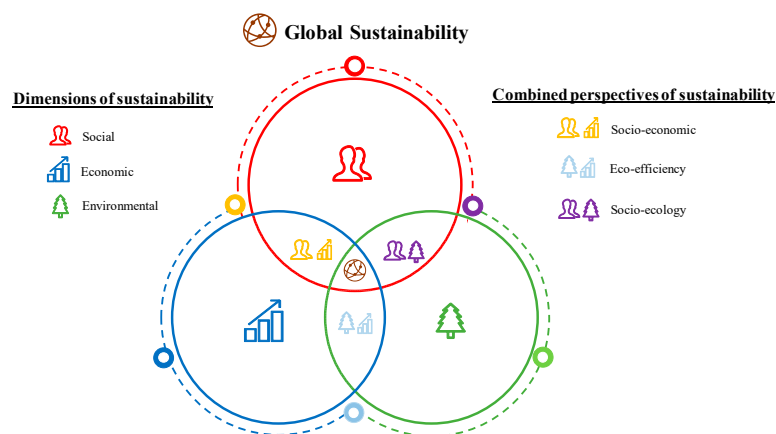 Global Sustainability
Dimensions of sustainability
Social
Economic
Environmental
Combined perspectives of sustainability
Socio-economic
Eco-efficiency
Socio-ecology